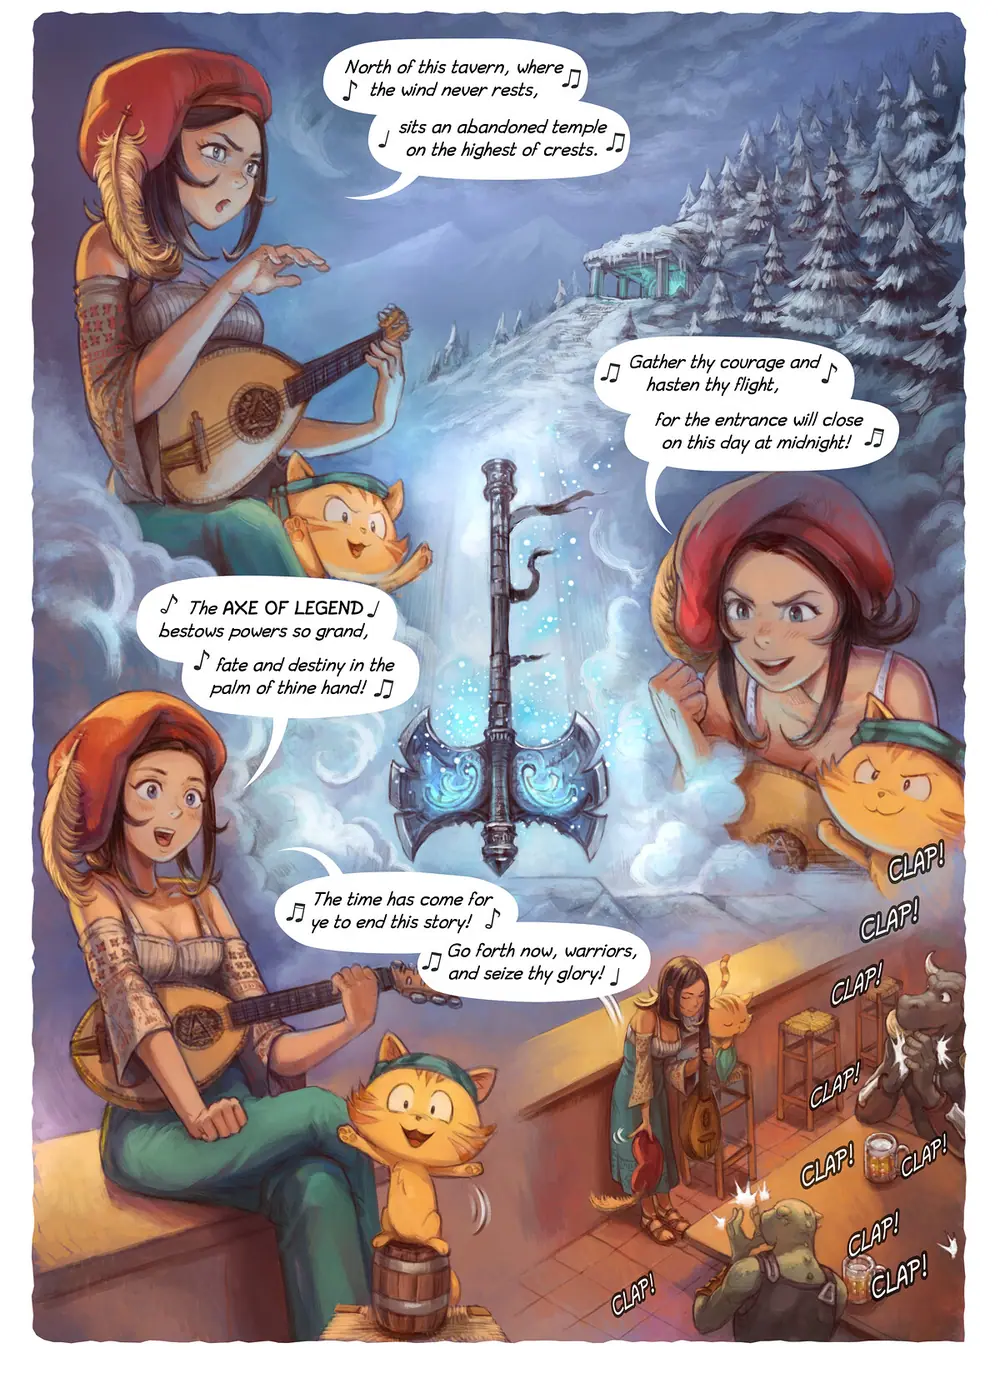 North of this tavern, where
the wind never rests,
sits an abandoned temple
on the highest of crests.
Gather thy courage and
hasten thy flight,
for the entrance will close
on this day at midnight!
The AXE OF LEGEND
bestows powers so grand,
fate and destiny in the
palm of thine hand!
The time has come for
ye to end this story!
Go forth now, warriors,
and seize thy glory!
CLAP!
CLAP!
CLAP!
CLAP!
CLAP!
CLAP!
CLAP!
CLAP!
CLAP!